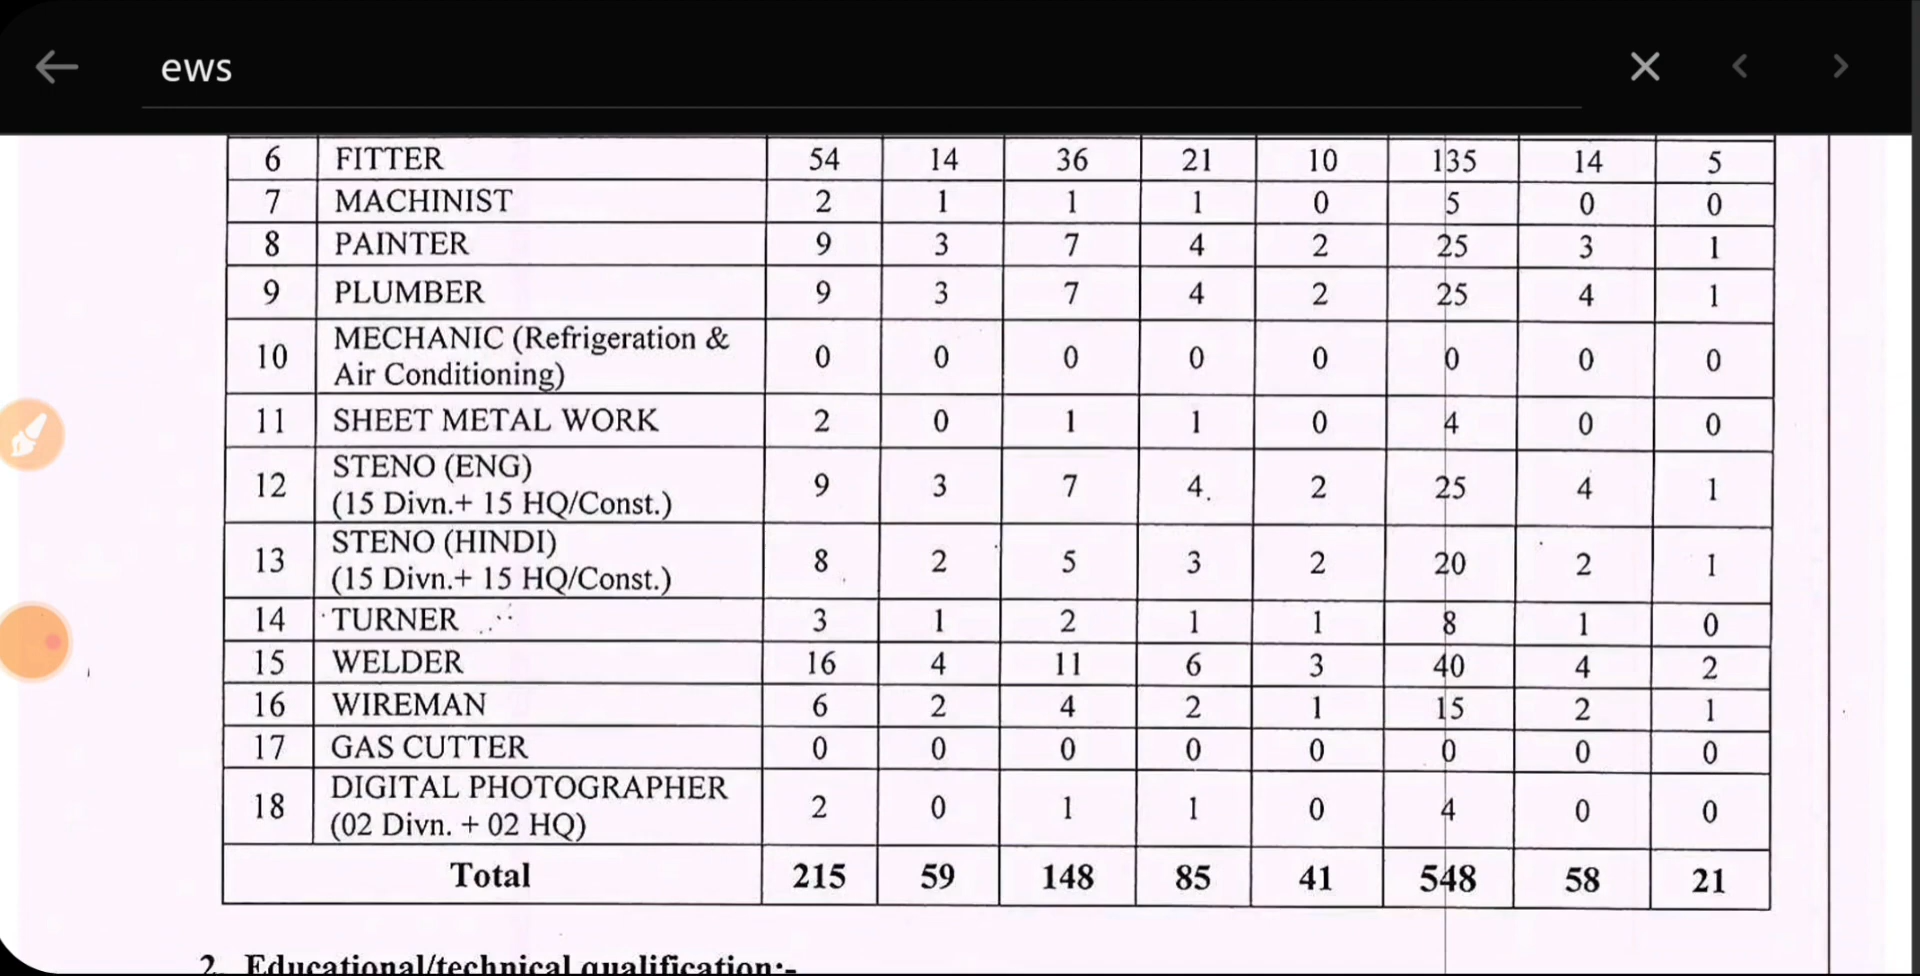 ews
6 FITTER 54 14 36 21 10 135 14 5
7 MACHINIST 2 1 1 1 0 5 0 0
8 PAINTER 9 3 7 4 2 25 3 1
9 PLUMBER 9 3 7 4 2 25 4 1
MECHANIC (Refrigeration &
10 0 0 0 0 0 0 0 0
Air Conditioning)
11 SHEET METAL WORK 2 0 1 1 0 4 0 0
STENO (ENG)
12 9 3 7 4. 2 25 4 1
(15 Divn.+ 15 HQ/Const.)
STENO (HINDI)
13 8 2 5 3 2 20 2 1
(15 Divn.+ 15 HQ/Const.)
14 TURNER 3 1 2 1 1 8 1 0
15 WELDER 16 4 11 6 3 40 4 2
16 WIREMAN 6 2 4 2 1 15 2 1
17 GAS CUTTER 0 0 0 0 0 0 0 0
DIGITAL PHOTOGRAPHER
18 2 0 1 1 0 4 0 0
(02 Divn. + 02 HQ)
Total 215 59 148 85 41 548 58 21
2. Educational/technical qualification:-